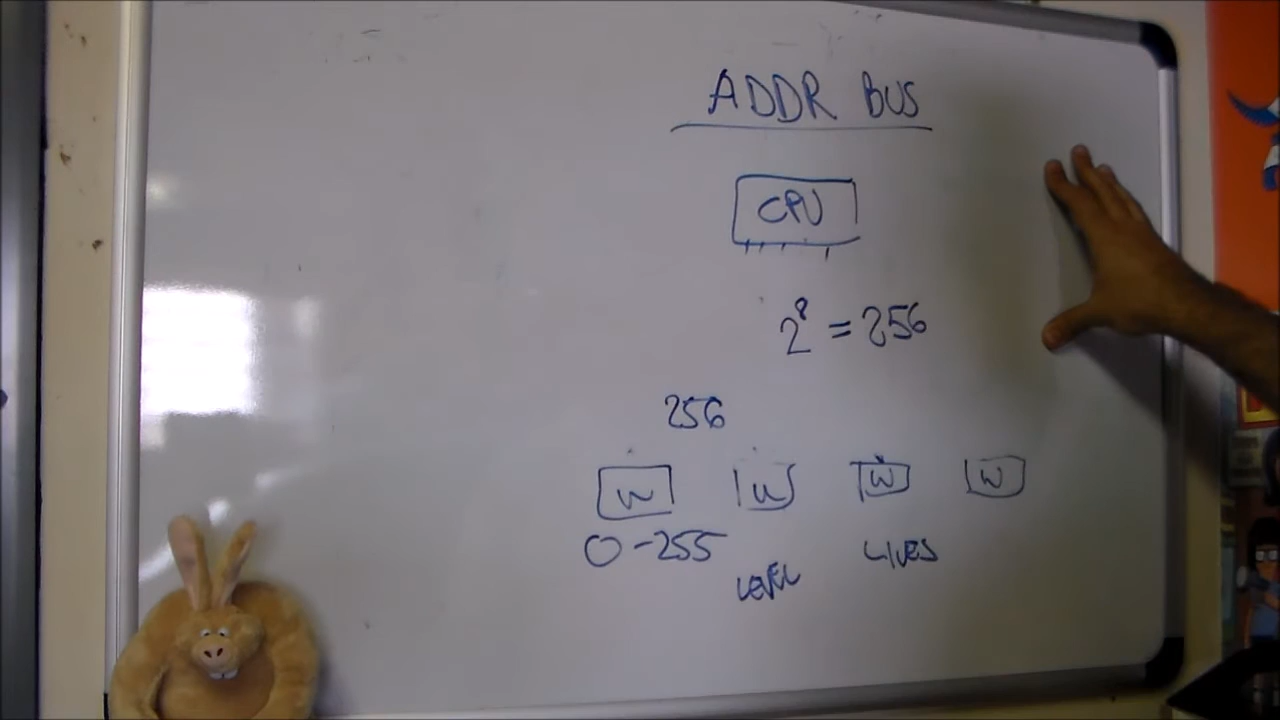 ADDR BUS
CPU
2⁸ = 256
256
W W W W
0-255
LIVES
LEVEL